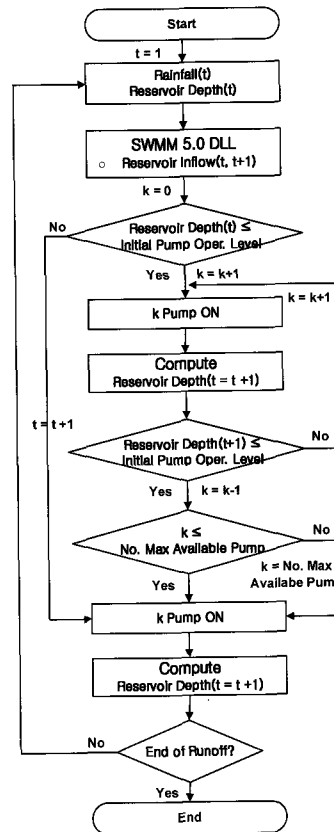 Start
t = 1
Rainfall(t)
Reservoir Depth(t)
SWMM 5.0 DLL
○ Reservoir Inflow(t, t+1)
k = 0
No
Reservoir Depth(t) ≤
Initial Pump Oper. Level
Yes
k = k+1
k = k+1
k Pump ON
Compute
Reservoir Depth(t = t +1)
t = t +1
Reservoir Depth(t+1) ≤
Initial Pump Oper. Level
No
Yes
k = k-1
k ≤
No. Max Available Pump
No
k = No. Max
Availabe Pum
Yes
k Pump ON
Compute
Reservoir Depth(t = t +1)
No
End of Runoff?
Yes
End